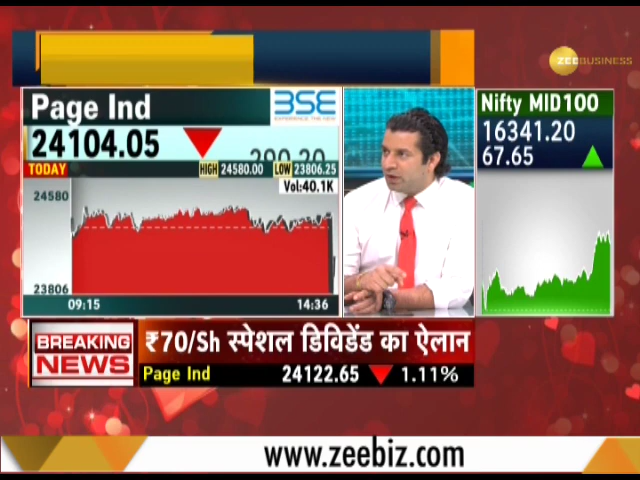 ZEEBUSINESS
Page Ind
BSE
EXPERIENCE THE NEW
24104.05
TODAY
HIGH 24580.00 LOW 23806.25
Vol:40.1K
24580
23806
09:15 14:36
Nifty MID100
16341.20
67.65
BREAKING NEWS
₹70/Sh स्पेशल डिविडेंड का ऐलान
Page Ind 24122.65 1.11%
www.zeebiz.com